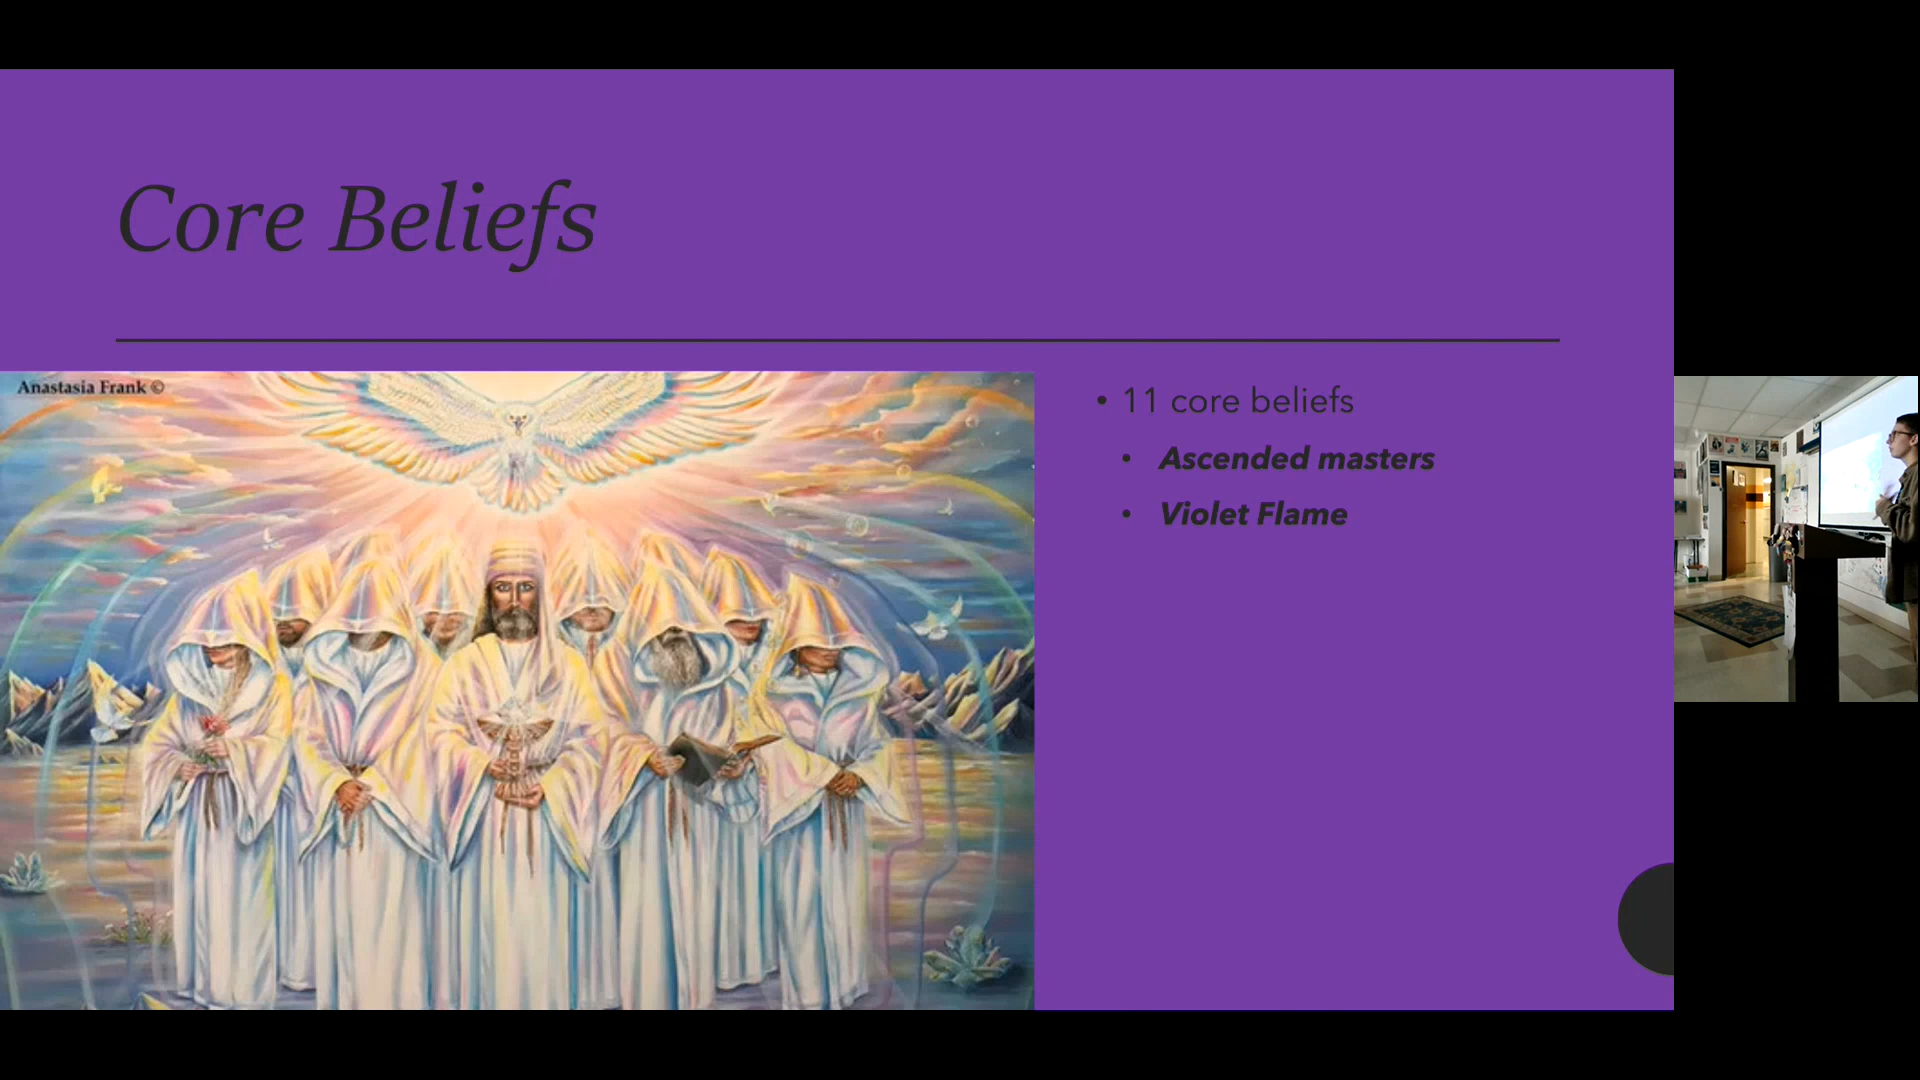 Core Beliefs
Anastasia Frank ©
• 11 core beliefs
• Ascended masters
• Violet Flame